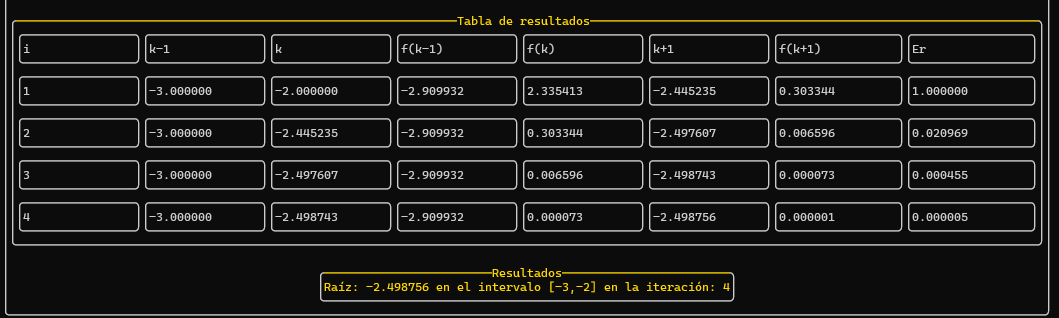 Tabla de resultados
i k-1 k f(k-1) f(k) k+1 f(k+1) Er
1 -3.000000 -2.000000 -2.909932 2.335413 -2.445235 0.303344 1.000000
2 -3.000000 -2.445235 -2.909932 0.303344 -2.497607 0.006596 0.020969
3 -3.000000 -2.497607 -2.909932 0.006596 -2.498743 0.000073 0.000455
4 -3.000000 -2.498743 -2.909932 0.000073 -2.498756 0.000001 0.000005
Resultados
Raíz: -2.498756 en el intervalo [-3,-2] en la iteración: 4